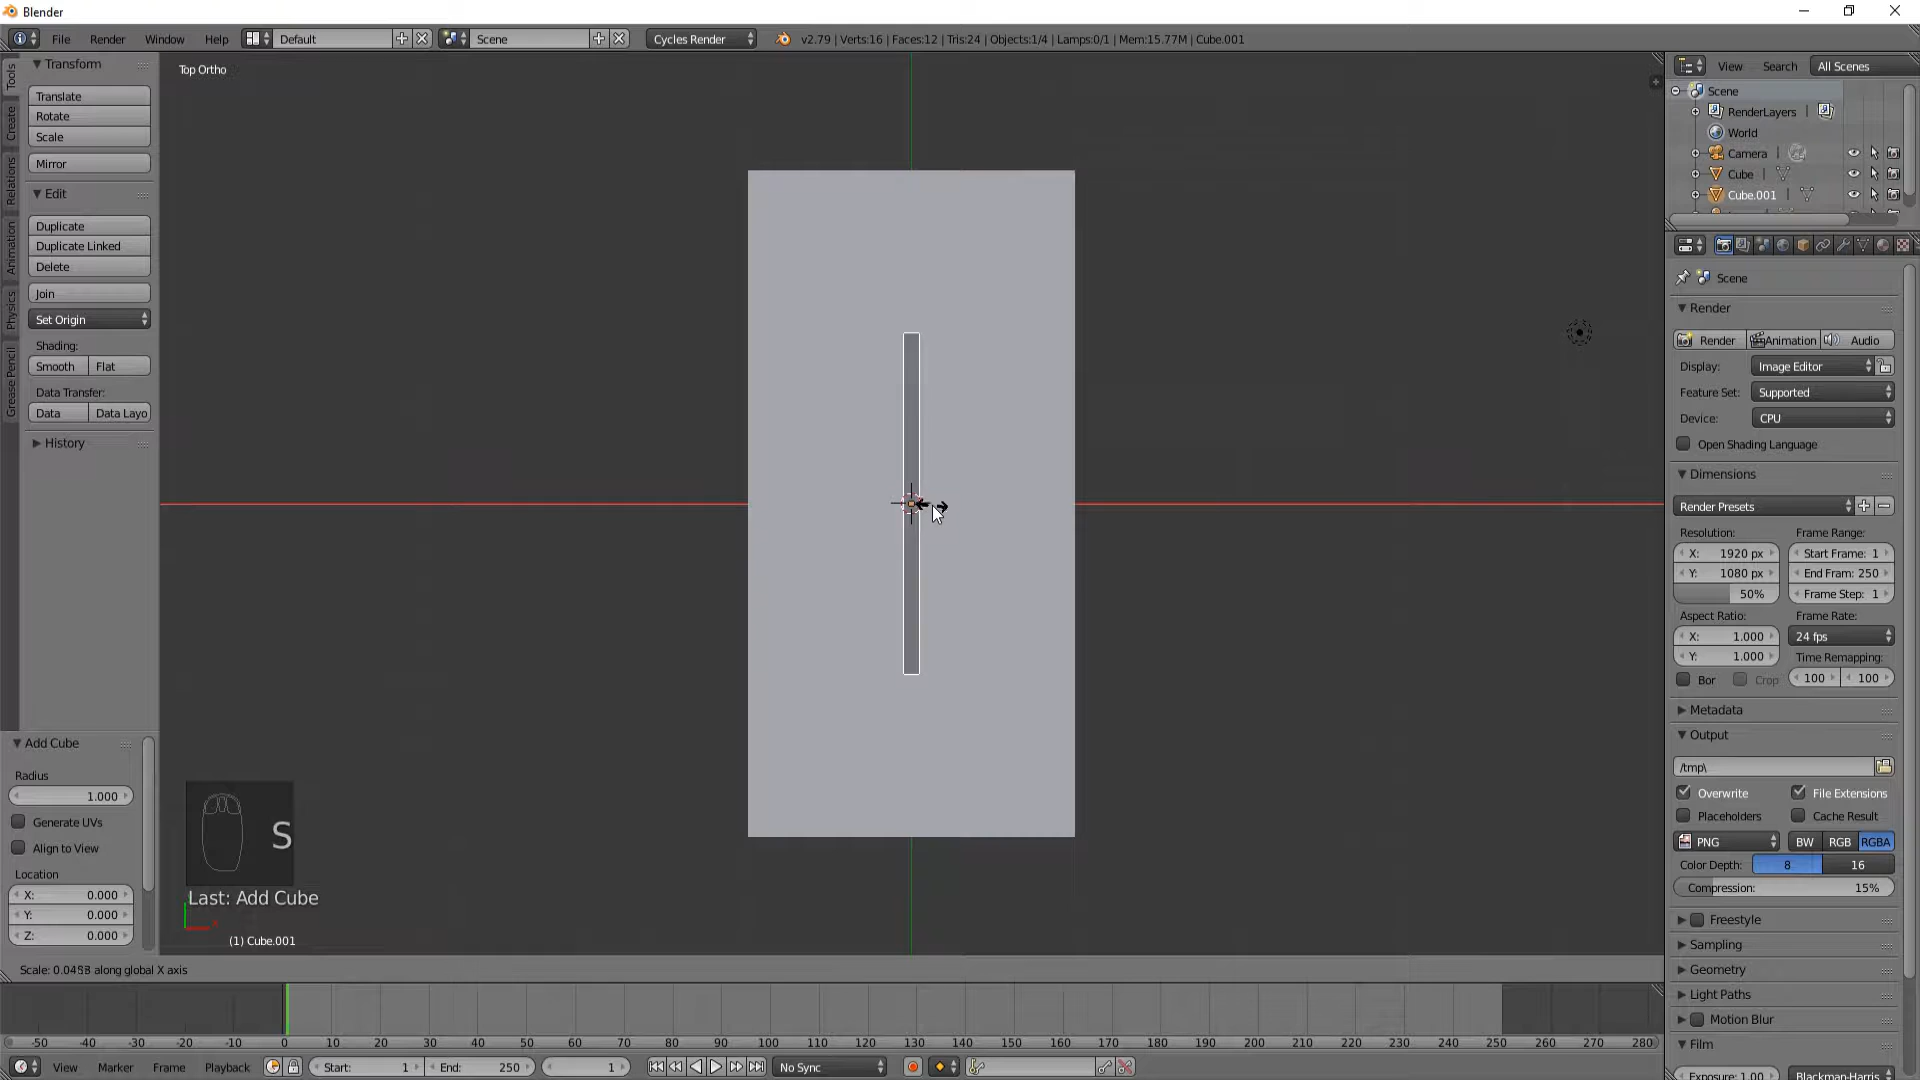 Blender
File Render Window Help Default Scene Cycles Render v2.79 | Verts:16 | Faces:12 | Tris:24 | Objects:1/4 | Lamps:0/1 | Mem:15.77M | Cube.001
Top Ortho
Tools
Create
Relations
Animation
Physics
Grease Pencil
Transform
Translate
Rotate
Scale
Mirror
Edit
Duplicate
Duplicate Linked
Delete
Join
Set Origin
Shading:
Smooth Flat
Data Transfer:
Data Data Layo
History
Add Cube
Radius
1.000
Generate UVs
Align to View
Location
X: 0.000
Y: 0.000
Z: 0.000
S
Last: Add Cube
(1) Cube.001
along global X axis
View Search All Scenes
Scene
RenderLayers |
World
Camera |
Cube |
Cube.001 |
Scene
Render
Render Animation Audio
Display: Image Editor
Feature Set: Supported
Device: CPU
Open Shading Language
Dimensions
Render Presets
Resolution: Frame Range:
X: 1920 px Start Frame: 1
Y: 1080 px End Fram: 250
50% Frame Step: 1
Aspect Ratio: Frame Rate:
X: 1.000 24 fps
Y: 1.000 Time Remapping:
Bor Crop 100 100
Metadata
Output
/tmp\
Overwrite File Extensions
Placeholders Cache Result
PNG BW RGB RGBA
Color Depth: 8 16
Compression: 15%
Freestyle
Sampling
Geometry
Light Paths
Motion Blur
Film
Exposure: 1.00 Blackman-Harris
-50 -40 -30 -20 -10 0 10 20 30 40 50 60 70 80 90 100 110 120 130 140 150 160 170 180 190 200 210 220 230 240 250 260 270 280
View Marker Frame Playback Start: 1 End: 250 1 No Sync